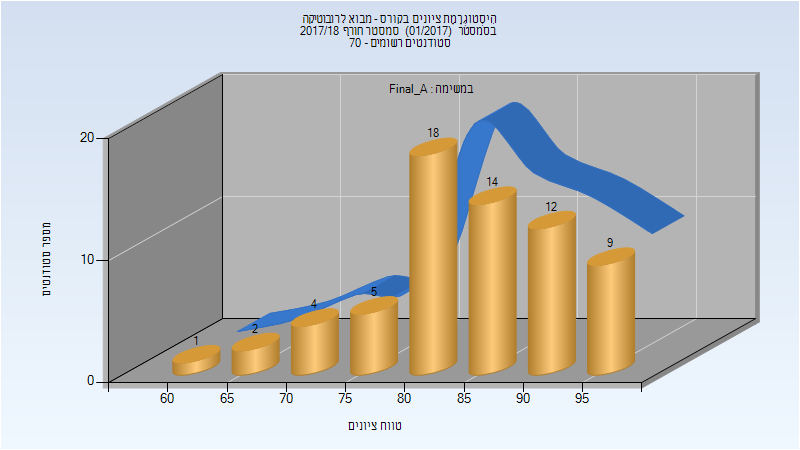 היסטוגרמת ציונים בקורס - מבוא לרובוטיקה
בסמסטר (01/2017) סמסטר חורף 2017/18
סטודנטים רשומים - 70
במשימה : Final_A
20
10
0
מספר סטודנטים
1
2
4
5
18
14
12
9
60 65 70 75 80 85 90 95
טווח ציונים